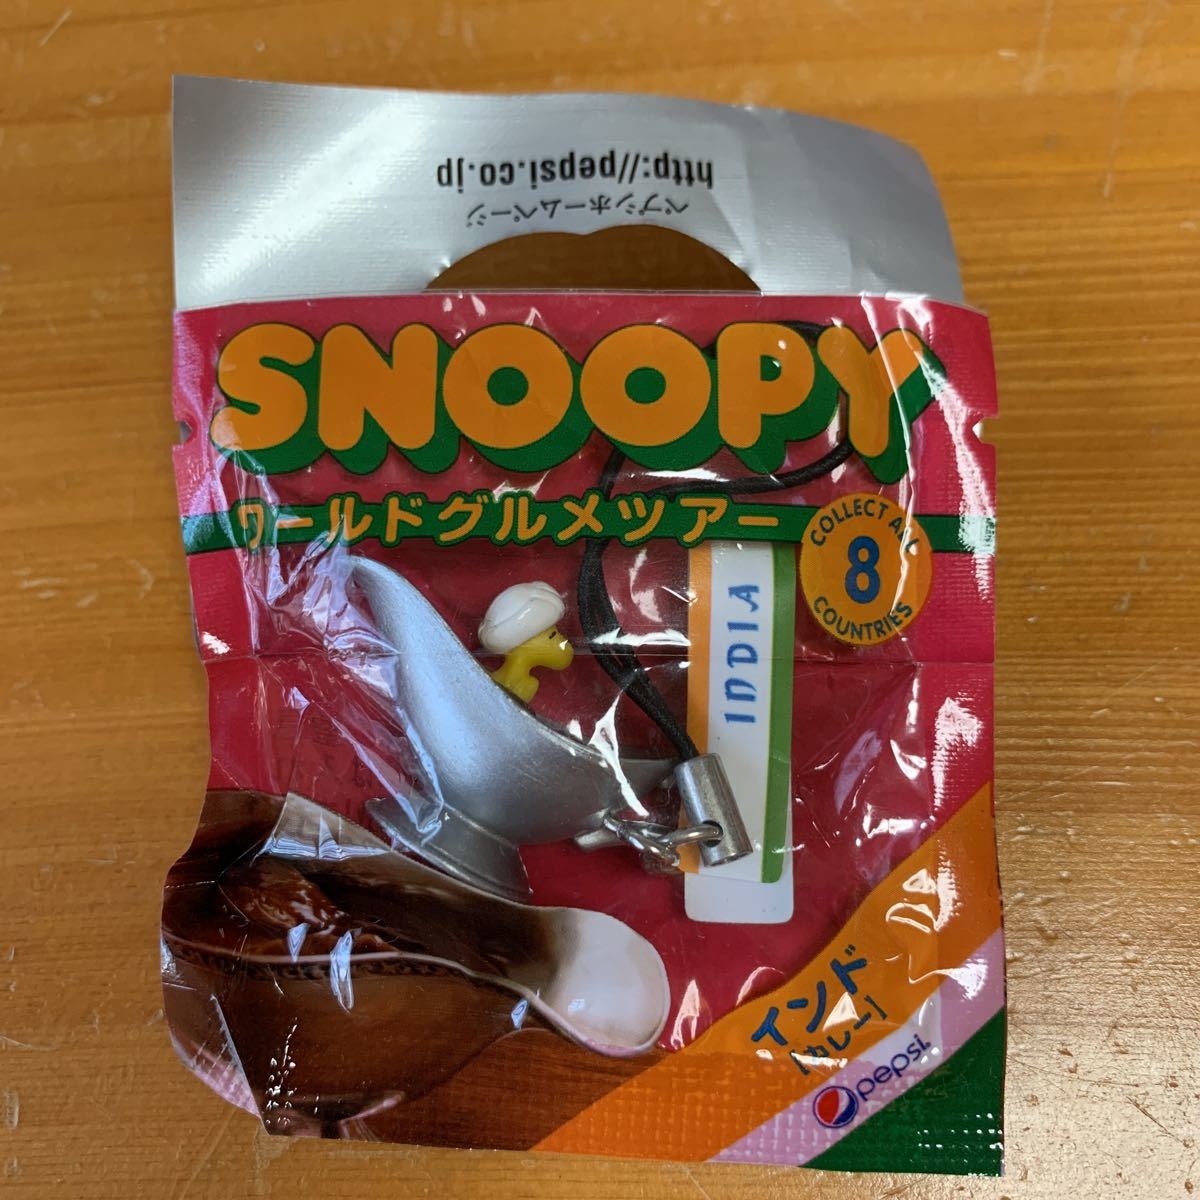 ペプシホームページ
http://pepsi.co.jp
SNOOPY
ワールドグルメツアー
COLLECT ALL
8
COUNTRIES
INDIA
インド
[カレー]
pepsi